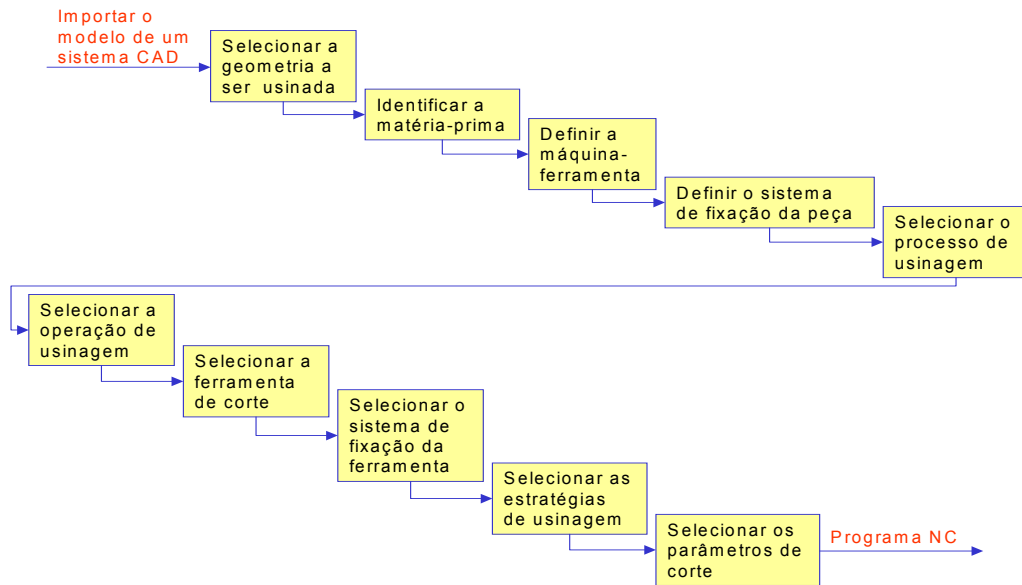 Importar o
modelo de um
sistema CAD
Selecionar a
geometria a
ser usinada
Identificar a
matéria-prima
Definir a
máquina-
ferramenta
Definir o sistema
de fixação da peça
Selecionar o
processo de
usinagem
Selecionar a
operação de
usinagem
Selecionar a
ferramenta
de corte
Selecionar o
sistema de
fixação da
ferramenta
Selecionar as
estratégias
de usinagem
Selecionar os
parâmetros de
corte
Programa NC